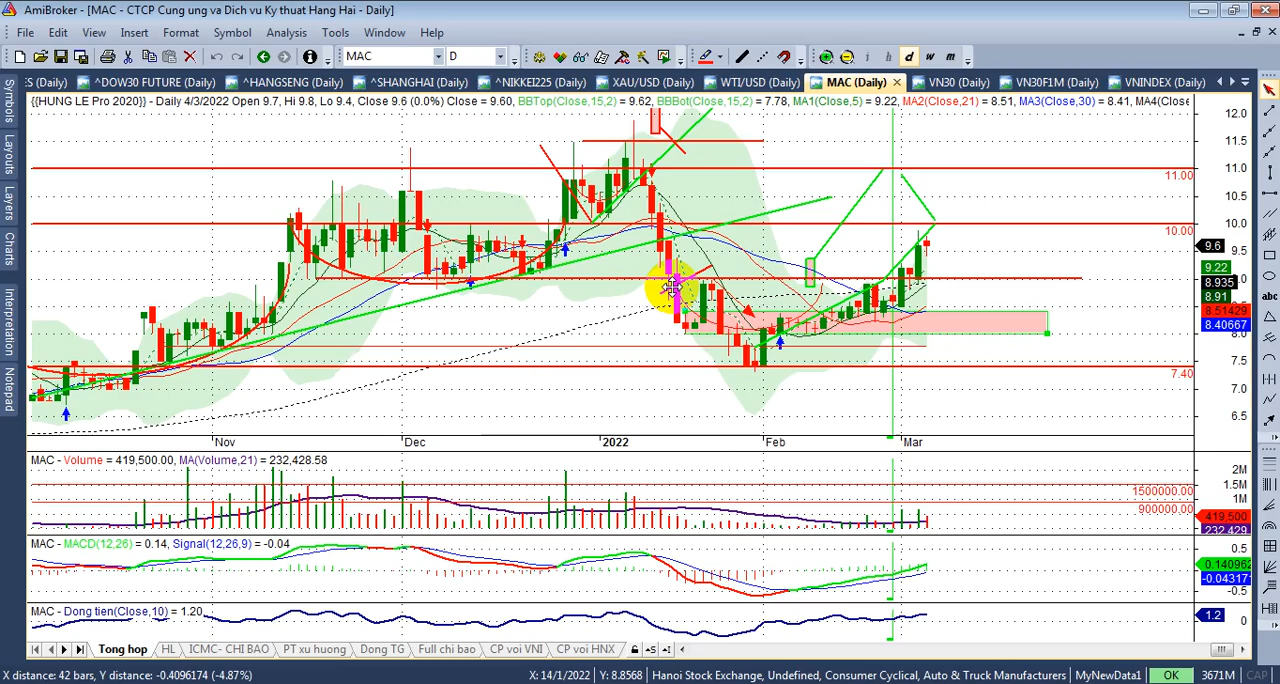 AmiBroker - [MAC - CTCP Cung ung va Dich vu Ky thuat Hang Hai - Daily]
File Edit View Insert Format Symbol Analysis Tools Window Help
MAC D i h d w m
S (Daily) ^DOW30 FUTURE (Daily) ^HANGSENG (Daily) ^SHANGHAI (Daily) ^NIKKEI225 (Daily) XAU/USD (Daily) WTI/USD (Daily) MAC (Daily) VN30 (Daily) VN30F1M (Daily) VNINDEX (Daily)
Symbols
Layouts
Layers
Charts
Interpretation
Notepad
{{HUNG LE Pro 2020}} - Daily 4/3/2022 Open 9.7, Hi 9.8, Lo 9.4, Close 9.6 (0.0%) Close = 9.60, BBTop(Close,15,2) = 9.62, BBBot(Close,15,2) = 7.78, MA1(Close,5) = 9.22, MA2(Close,21) = 8.51, MA3(Close,30) = 8.41, MA4(Close
12.0
11.5
11.0
11.00
10.5
10.0
10.00
9.6
9.5
9.22
8.935
8.91
8.51429
8.40667
8.0
7.5
7.40
7.0
6.5
Nov Dec 2022 Feb Mar
MAC - Volume = 419,500.00, MA(Volume,21) = 232,428.58
2M
1.5M
1500000.00
1M
900000.00
419,500
232,429
MAC - MACD(12,26) = 0.14, Signal(12,26,9) = -0.04
0.5
0.140962
-0.04317
-0.5
MAC - Dong tien(Close,10) = 1.20,
1.2
0
Tong hop HL ICMC- CHI BAO PT xu huong Dong TG Full chi bao CP voi VNI CP voi HNX
abc
X distance: 42 bars, Y distance: -0.4096174 (-4.87%) X: 14/1/2022 Y: 8.8568 Hanoi Stock Exchange, Undefined, Consumer Cyclical, Auto & Truck Manufacturers MyNewData1 OK 3671M CAP